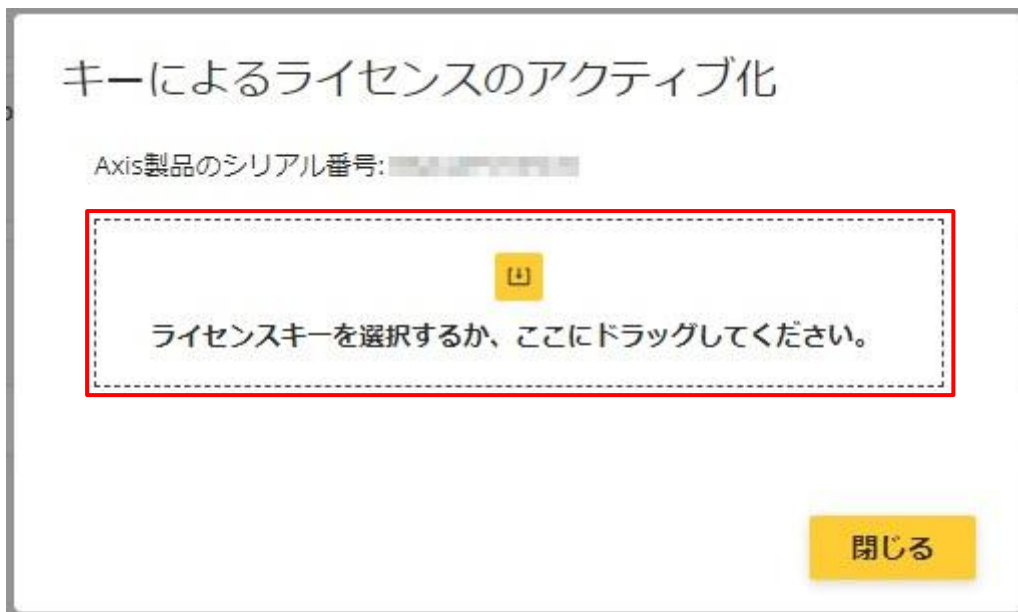 キーによるライセンスのアクティブ化
Axis製品のシリアル番号:
ライセンスキーを選択するか、ここにドラッグしてください。
閉じる